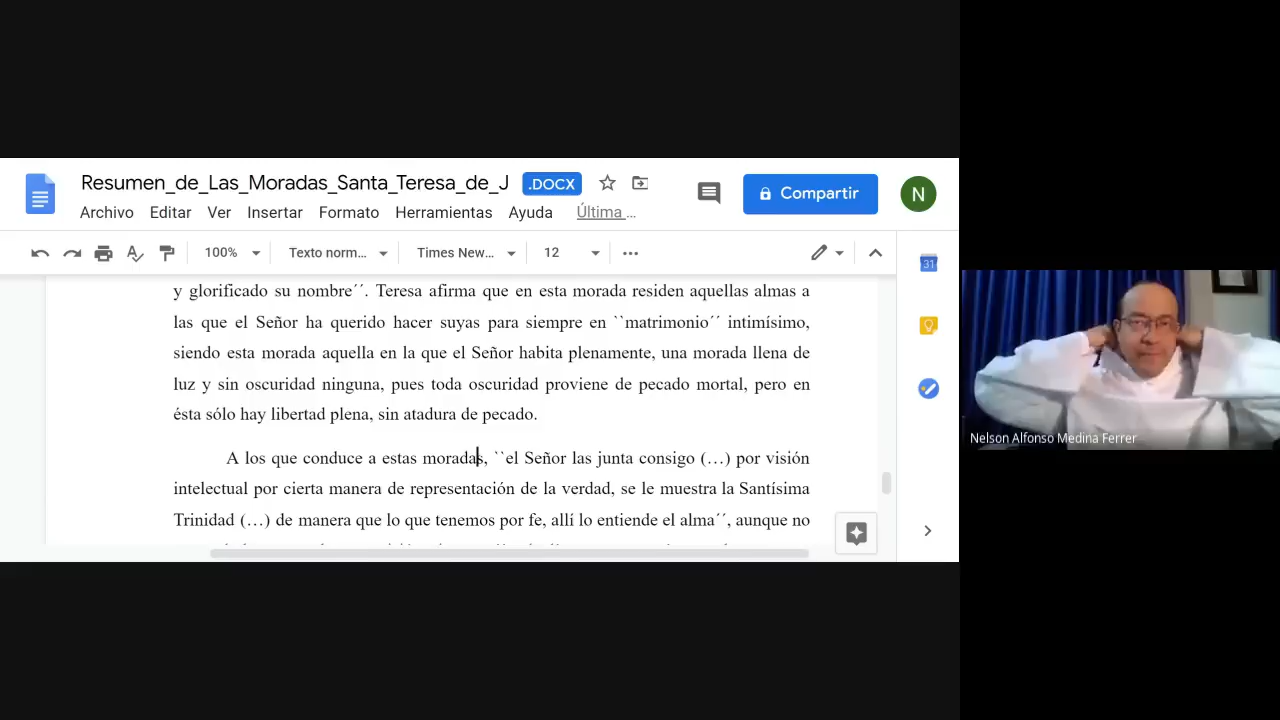 Resumen_de_Las_Moradas_Santa_Teresa_de_J .DOCX
Compartir
N
Archivo Editar Ver Insertar Formato Herramientas Ayuda Última ...
100% Texto norm... Times New... 12
31
y glorificado su nombre´´. Teresa afirma que en esta morada residen aquellas almas a
las que el Señor ha querido hacer suyas para siempre en ``matrimonio´´ intimísimo,
siendo esta morada aquella en la que el Señor habita plenamente, una morada llena de
luz y sin oscuridad ninguna, pues toda oscuridad proviene de pecado mortal, pero en
ésta sólo hay libertad plena, sin atadura de pecado.
A los que conduce a estas moradas, ``el Señor las junta consigo (…) por visión
intelectual por cierta manera de representación de la verdad, se le muestra la Santísima
Trinidad (…) de manera que lo que tenemos por fe, allí lo entiende el alma´´, aunque no
Nelson Alfonso Medina Ferrer